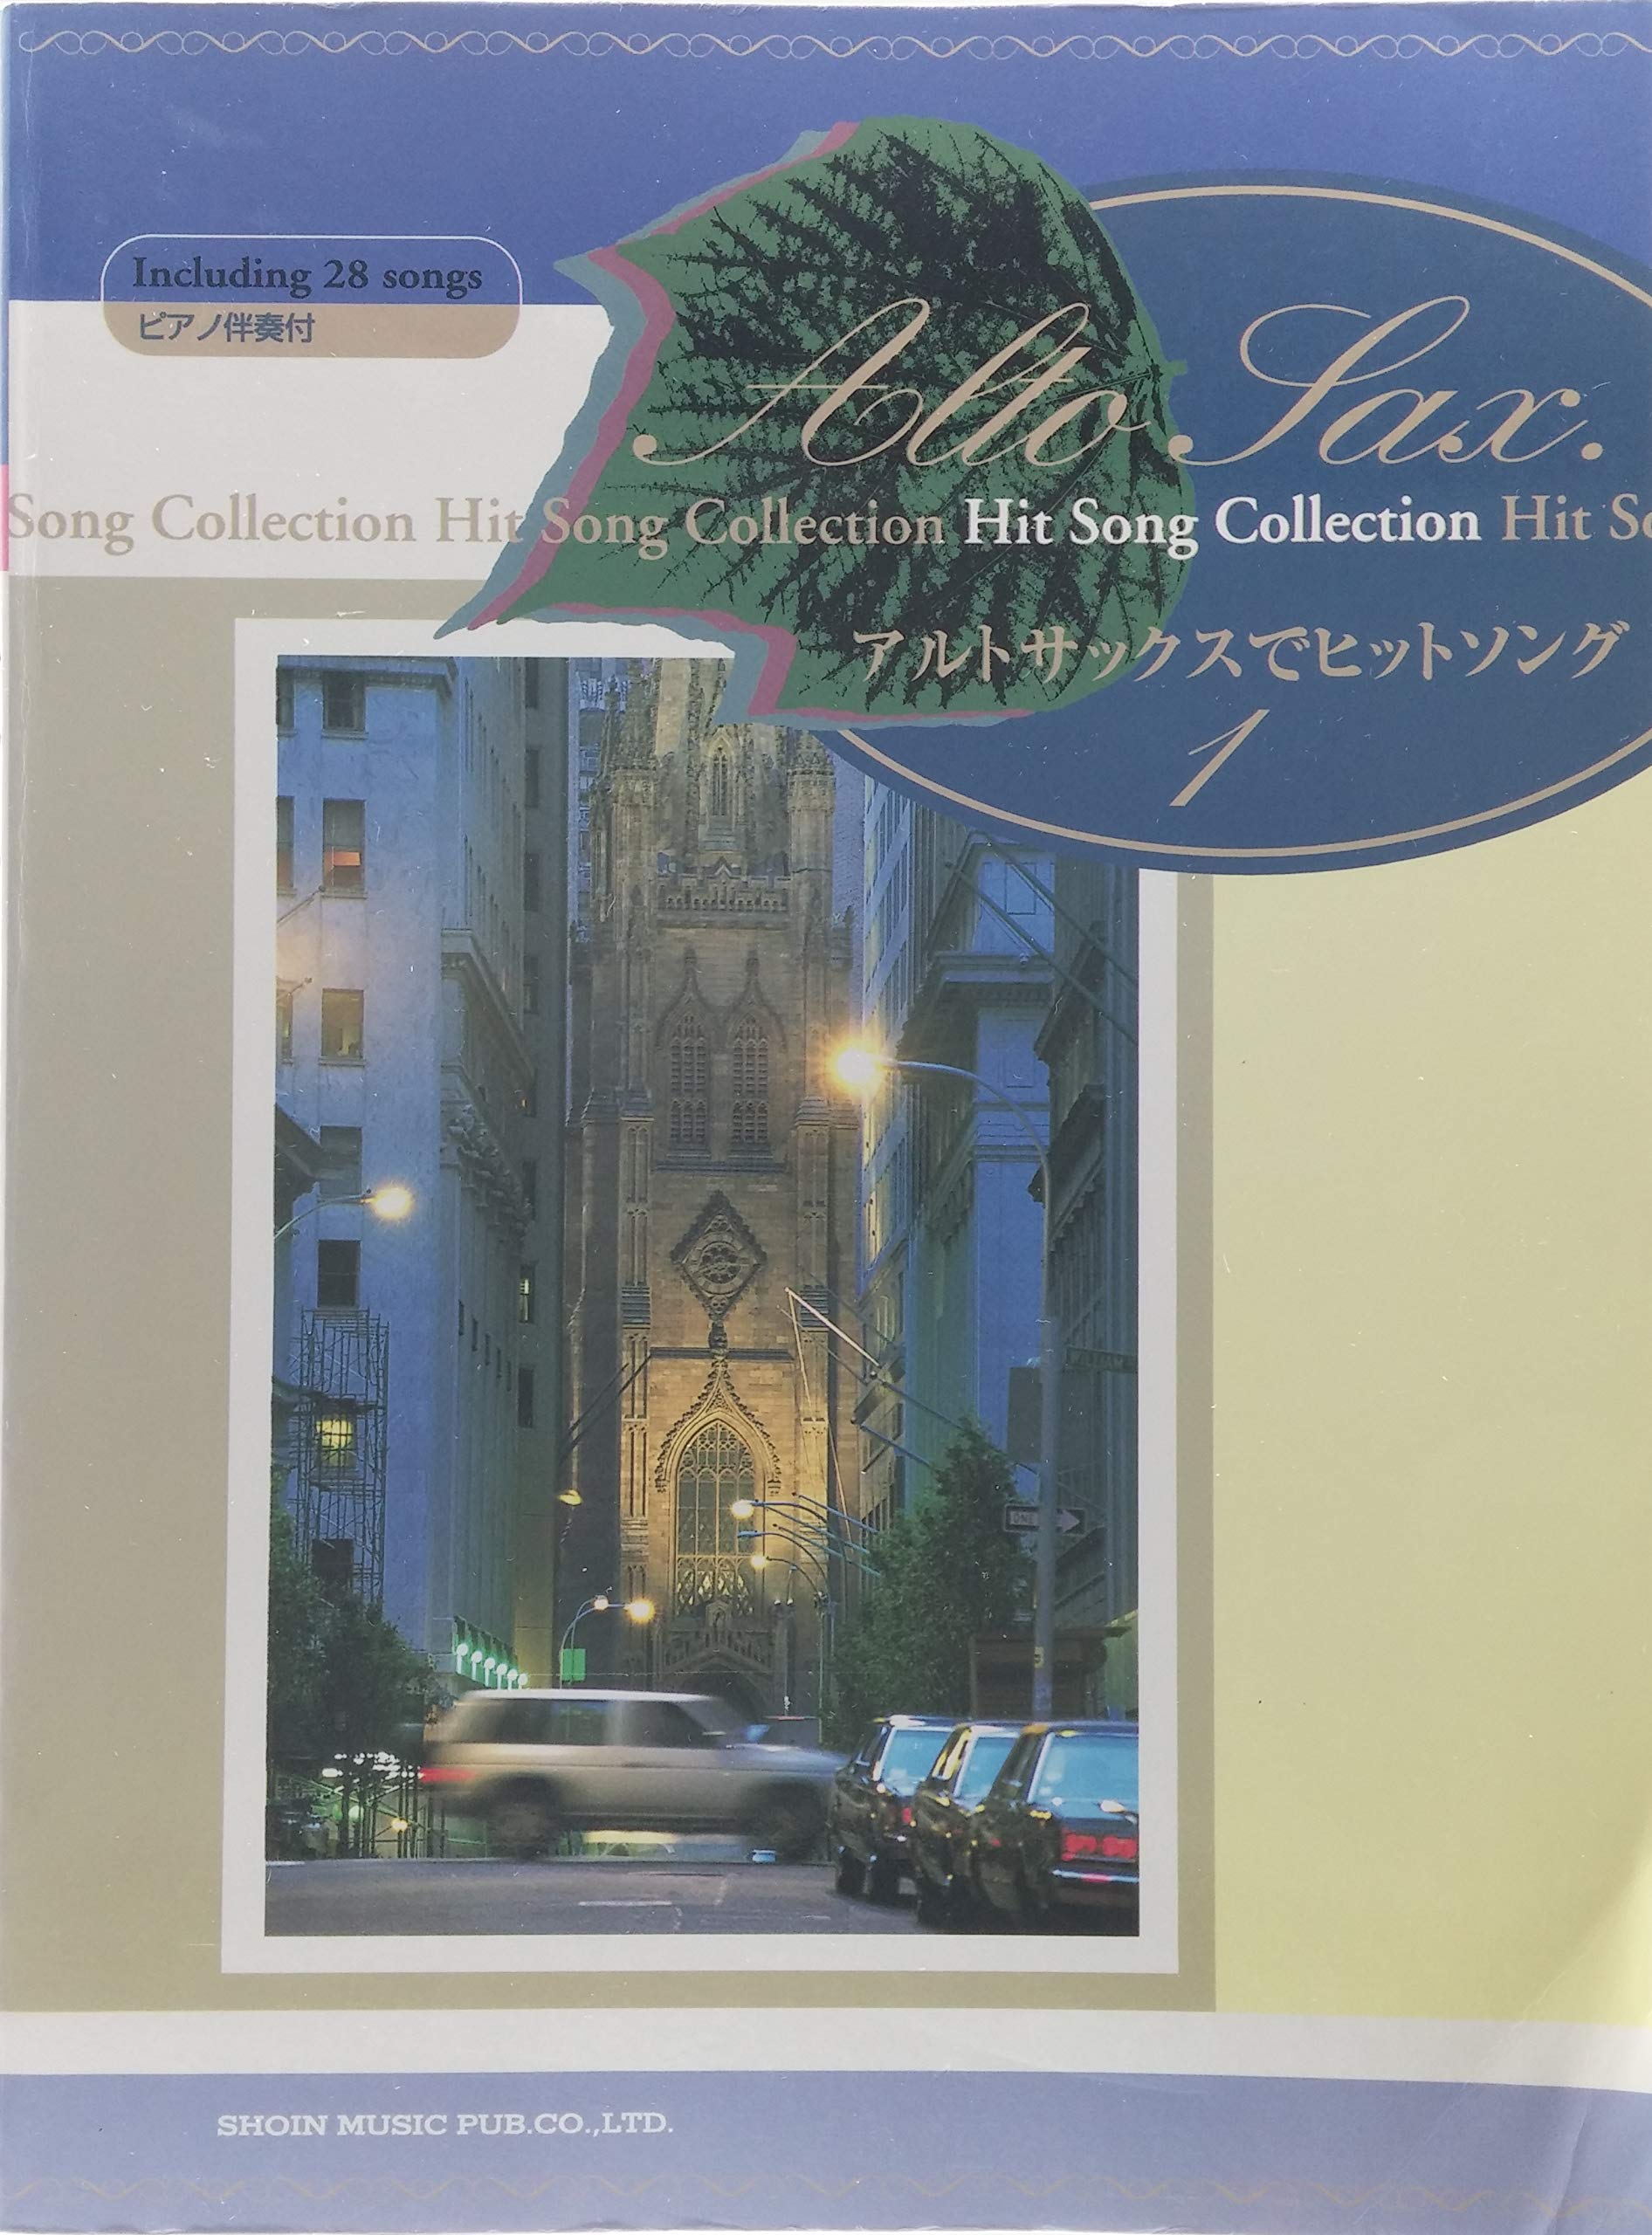 Including 28 songs
ピアノ伴奏付
Alto Sax.
Song Collection Hit Song Collection Hit Song Collection Hit
アルトサックスでヒットソング
1
WILLIAM
ONE
SHOIN MUSIC PUB.CO.,LTD.